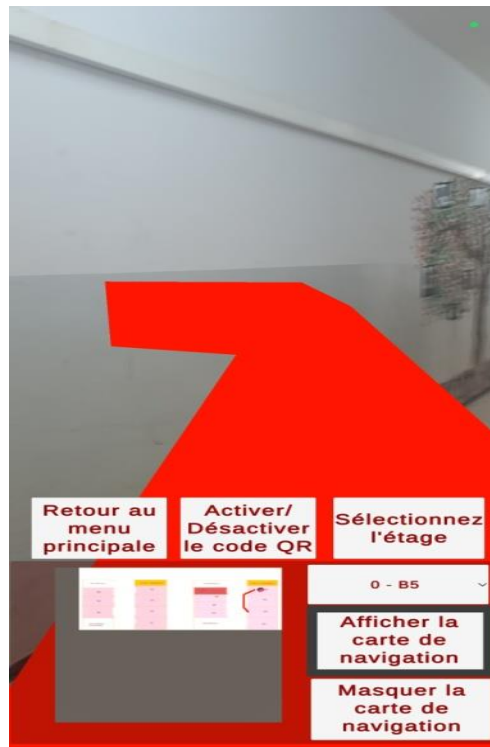 Retour au
menu
principale
Activer/
Désactiver
le code QR
Sélectionnez
l'étage
0 - B5
Afficher la
carte de
navigation
Masquer la
carte de
navigation